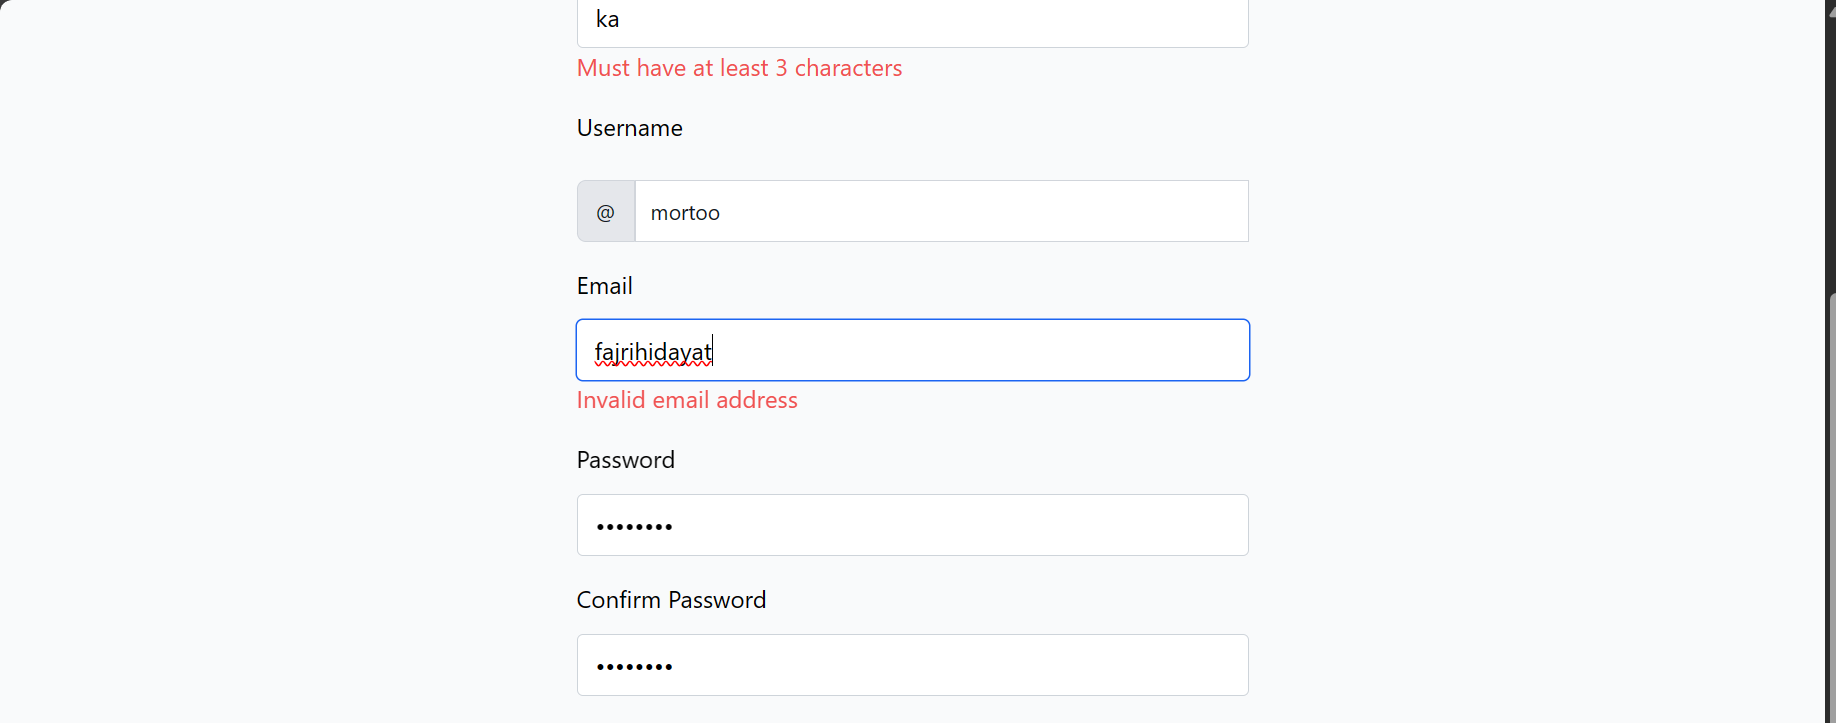 ka
Must have at least 3 characters
Username
@ mortoo
Email
fajrihidayat
Invalid email address
Password
••••••••
Confirm Password
••••••••